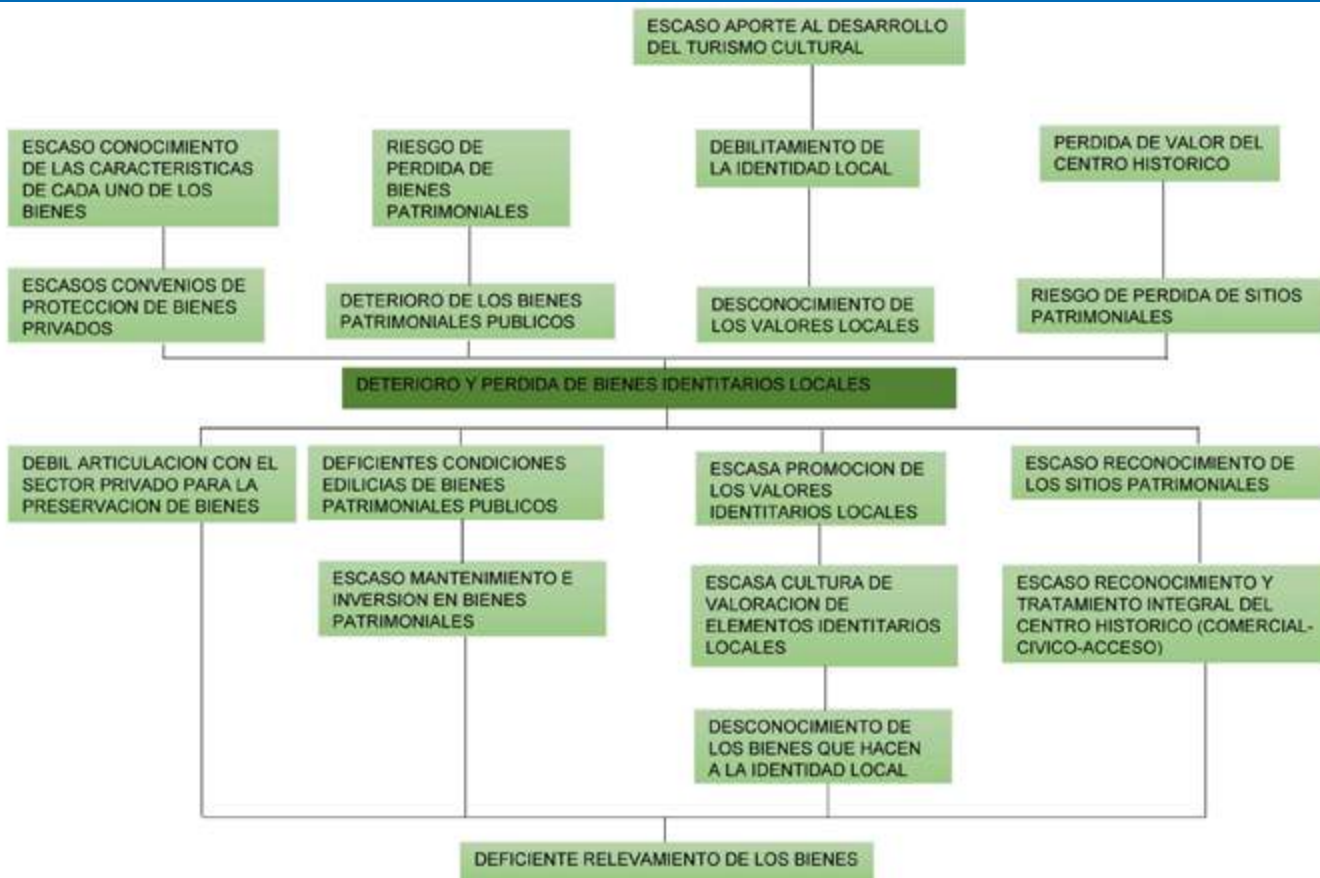 ESCASO APORTE AL DESARROLLO
DEL TURISMO CULTURAL
ESCASO CONOCIMIENTO
DE LAS CARACTERISTICAS
DE CADA UNO DE LOS
BIENES
RIESGO DE
PERDIDA DE
BIENES
PATRIMONIALES
DEBILITAMIENTO DE
LA IDENTIDAD LOCAL
PERDIDA DE VALOR DEL
CENTRO HISTORICO
ESCASOS CONVENIOS DE
PROTECCION DE BIENES
PRIVADOS
DETERIORO DE LOS BIENES
PATRIMONIALES PUBLICOS
DESCONOCIMIENTO DE
LOS VALORES LOCALES
RIESGO DE PERDIDA DE SITIOS
PATRIMONIALES
DETERIORO Y PERDIDA DE BIENES IDENTITARIOS LOCALES
DEBIL ARTICULACION CON EL
SECTOR PRIVADO PARA LA
PRESERVACION DE BIENES
DEFICIENTES CONDICIONES
EDILICIAS DE BIENES
PATRIMONIALES PUBLICOS
ESCASA PROMOCION DE
LOS VALORES
IDENTITARIOS LOCALES
ESCASO RECONOCIMIENTO DE
LOS SITIOS PATRIMONIALES
ESCASO MANTENIMIENTO E
INVERSION EN BIENES
PATRIMONIALES
ESCASA CULTURA DE
VALORACION DE
ELEMENTOS IDENTITARIOS
LOCALES
ESCASO RECONOCIMIENTO Y
TRATAMIENTO INTEGRAL DEL
CENTRO HISTORICO (COMERCIAL-
CIVICO-ACCESO)
DESCONOCIMIENTO DE
LOS BIENES QUE HACEN
A LA IDENTIDAD LOCAL
DEFICIENTE RELEVAMIENTO DE LOS BIENES